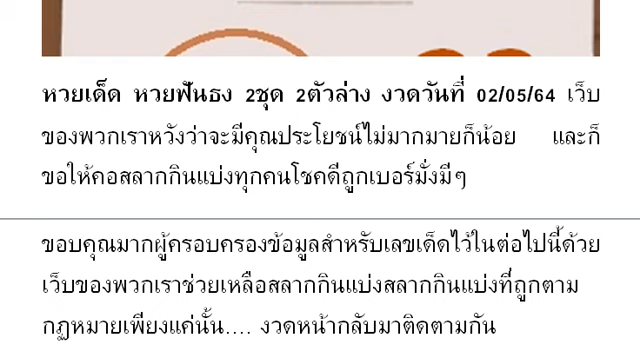 หวยเด็ด หวยฟันธง 2ชุด 2ตัวล่าง งวดวันที่ 02/05/64 เว็บ
ของพวกเราหวังว่าจะมีคุณประโยชน์ไม่มากมายก็น้อย และก็
ขอให้คอสลากกินแบ่งทุกคนโชคดีถูกเบอร์มั่งมีๆ
ขอบคุณมากผู้ครอบครองข้อมูลสำหรับเลขเด็ดไว้ในต่อไปนี้ด้วย
เว็บของพวกเราช่วยเหลือสลากกินแบ่งสลากกินแบ่งที่ถูกตาม
กฎหมายเพียงแค่นั้น.... งวดหน้ากลับมาติดตามกัน